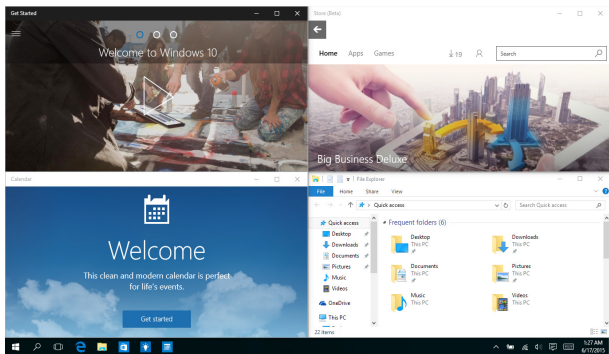 Get Started
Welcome to Windows 10
Store (Beta)
Home Apps Games
19
Search
Big Business Deluxe
Calendar
Welcome
This clean and modern calendar is perfect
for life's events.
Get started
File Explorer
File Home Share View
Quick access
Search Quick access
Quick access
Desktop
Downloads
Documents
Pictures
Music
Videos
OneDrive
This PC
Frequent folders (6)
Desktop
This PC
Downloads
This PC
Documents
This PC
Pictures
This PC
Music
This PC
Videos
This PC
22 items
1:27 AM
6/17/2015